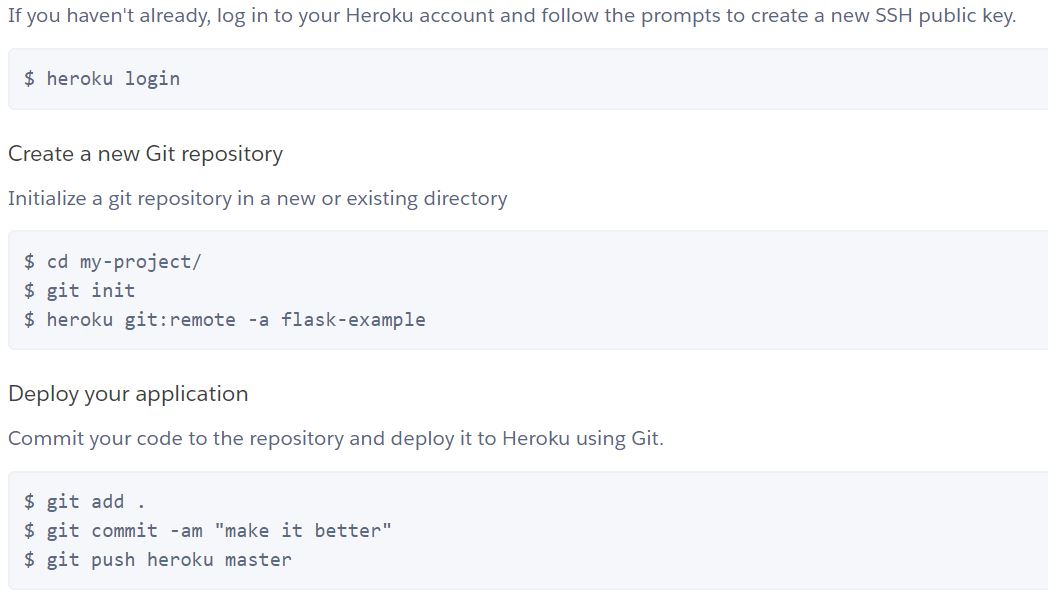 If you haven't already, log in to your Heroku account and follow the prompts to create a new SSH public key.
$ heroku login
Create a new Git repository
Initialize a git repository in a new or existing directory
$ cd my-project/
$ git init
$ heroku git:remote -a flask-example
Deploy your application
Commit your code to the repository and deploy it to Heroku using Git.
$ git add .
$ git commit -am "make it better"
$ git push heroku master